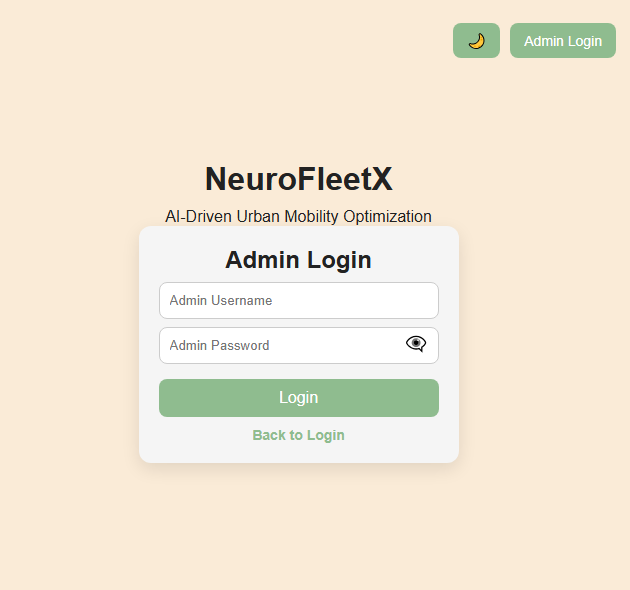 Admin Login
NeuroFleetX
AI-Driven Urban Mobility Optimization
Admin Login
Admin Username
Admin Password
Login
Back to Login